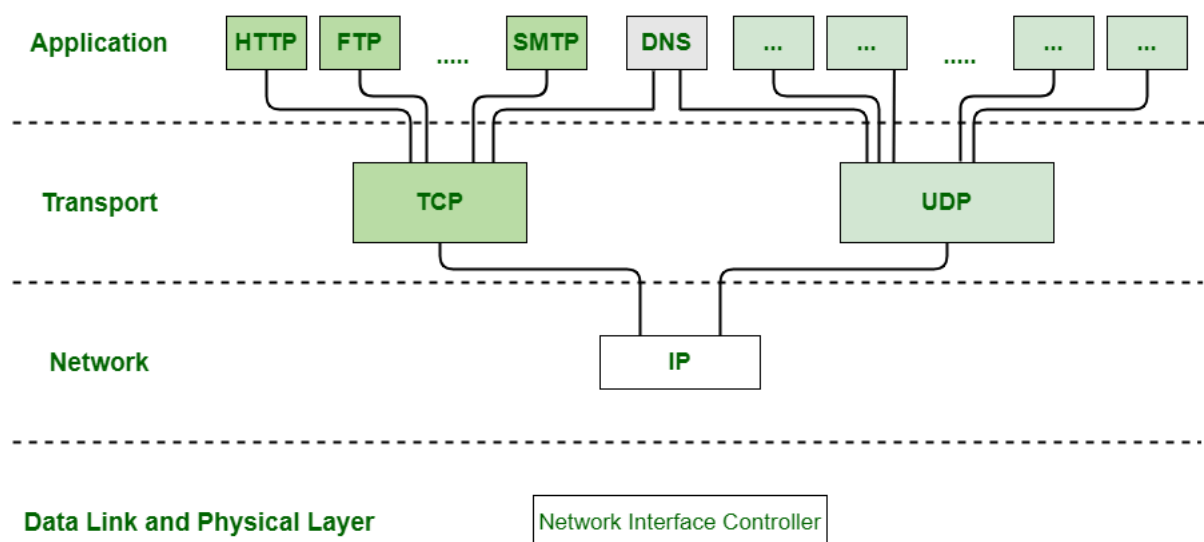 Application HTTP FTP ..... SMTP DNS ... ... ..... ... ...
Transport TCP UDP
Network IP
Data Link and Physical Layer Network Interface Controller